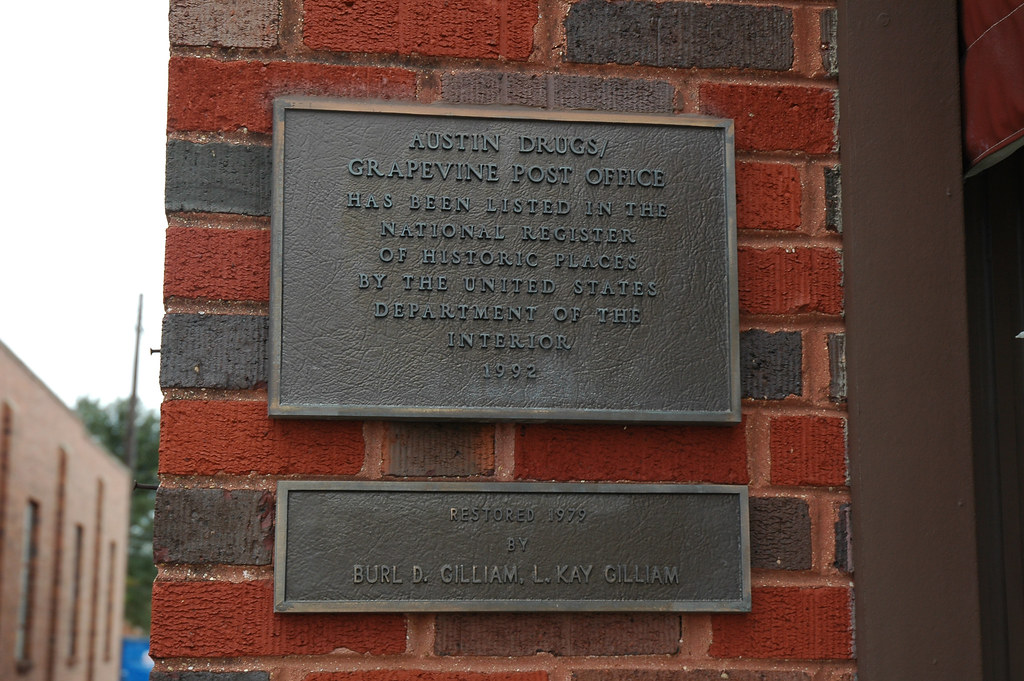 AUSTIN DRUGS/
GRAPEVINE POST OFFICE
HAS BEEN LISTED IN THE
NATIONAL REGISTER
OF HISTORIC PLACES
BY THE UNITED STATES
DEPARTMENT OF THE
INTERIOR
1992
RESTORED 1979
BY
BURL D. GILLIAM, L. KAY GILLIAM